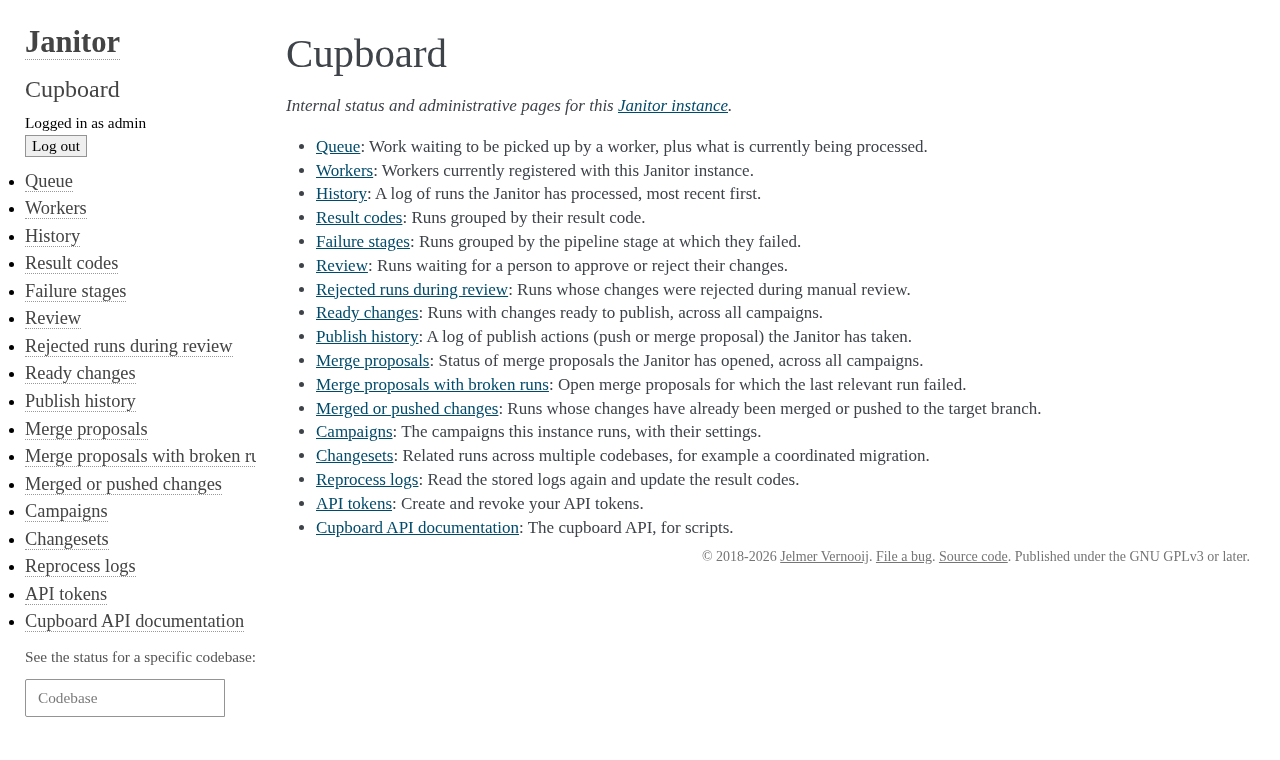 Janitor
Cupboard
Logged in as admin
Log out
Queue
Workers
History
Result codes
Failure stages
Review
Rejected runs during review
Ready changes
Publish history
Merge proposals
Merge proposals with broken ru
Merged or pushed changes
Campaigns
Changesets
Reprocess logs
API tokens
Cupboard API documentation
See the status for a specific codebase:
Codebase
Cupboard
Internal status and administrative pages for this Janitor instance.
Queue: Work waiting to be picked up by a worker, plus what is currently being processed.
Workers: Workers currently registered with this Janitor instance.
History: A log of runs the Janitor has processed, most recent first.
Result codes: Runs grouped by their result code.
Failure stages: Runs grouped by the pipeline stage at which they failed.
Review: Runs waiting for a person to approve or reject their changes.
Rejected runs during review: Runs whose changes were rejected during manual review.
Ready changes: Runs with changes ready to publish, across all campaigns.
Publish history: A log of publish actions (push or merge proposal) the Janitor has taken.
Merge proposals: Status of merge proposals the Janitor has opened, across all campaigns.
Merge proposals with broken runs: Open merge proposals for which the last relevant run failed.
Merged or pushed changes: Runs whose changes have already been merged or pushed to the target branch.
Campaigns: The campaigns this instance runs, with their settings.
Changesets: Related runs across multiple codebases, for example a coordinated migration.
Reprocess logs: Read the stored logs again and update the result codes.
API tokens: Create and revoke your API tokens.
Cupboard API documentation: The cupboard API, for scripts.
© 2018-2026 Jelmer Vernooij. File a bug. Source code. Published under the GNU GPLv3 or later.